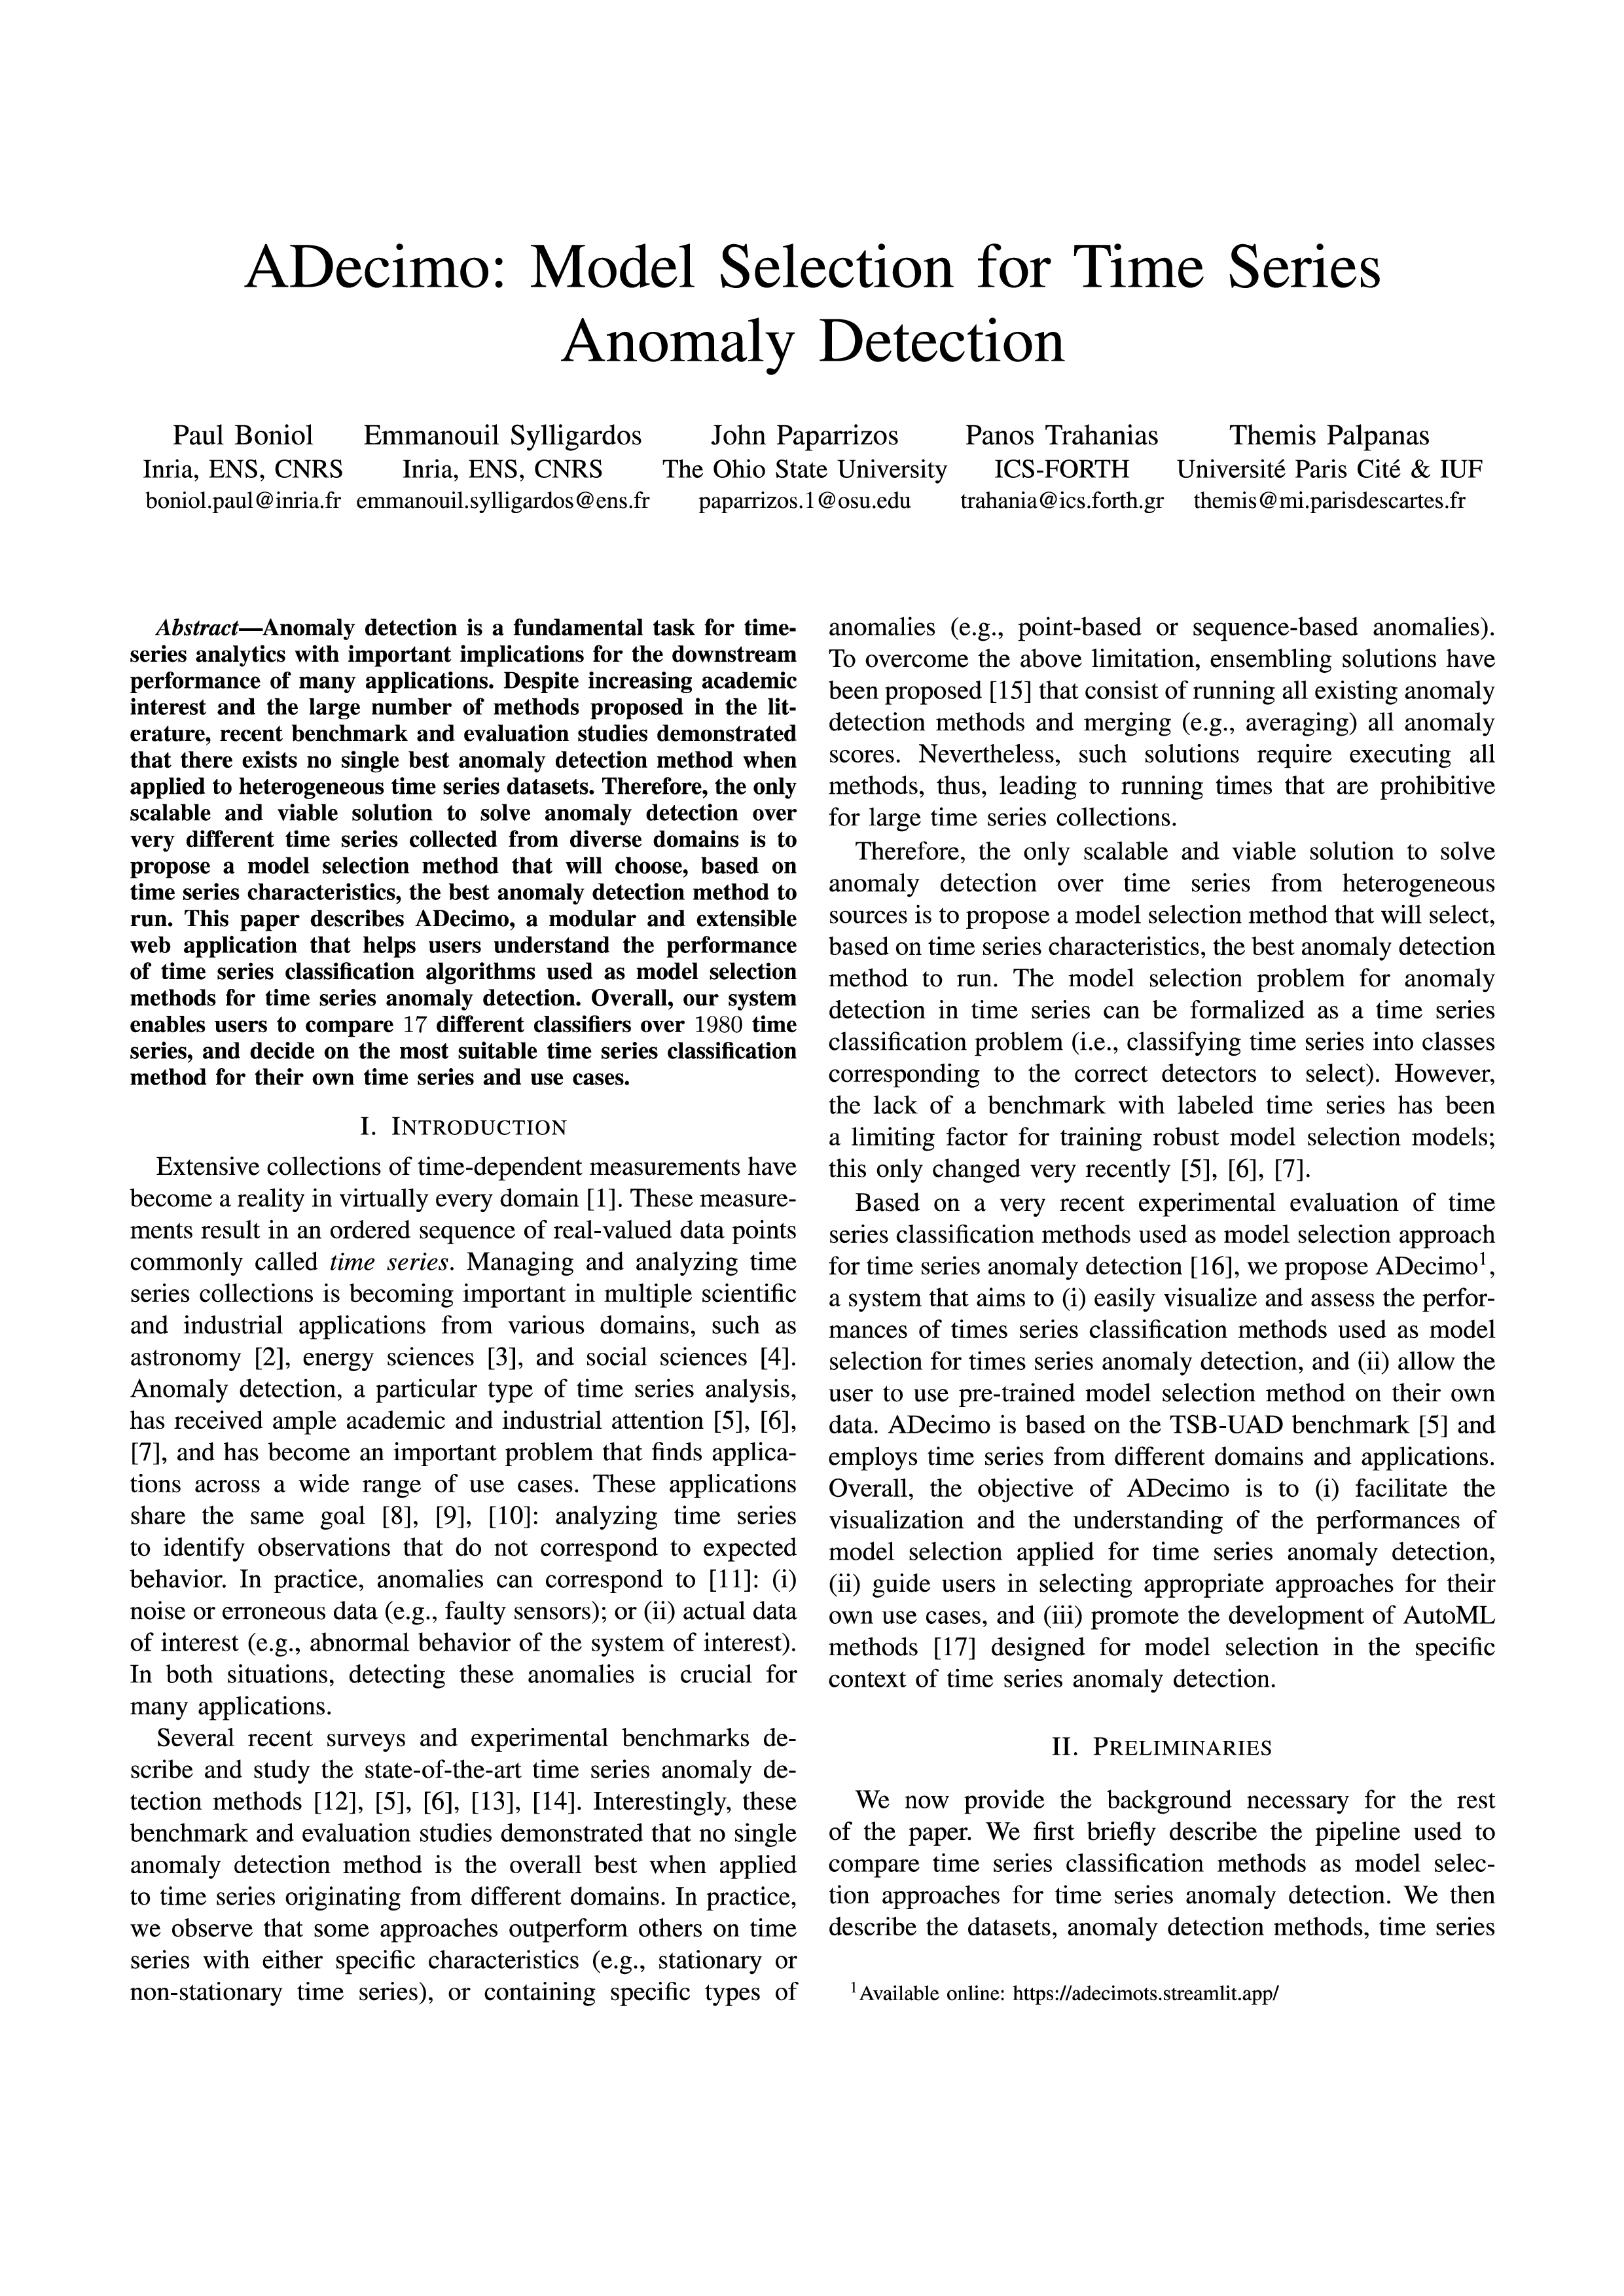 ADecimo: Model Selection for Time Series
Anomaly Detection
Paul Boniol
Inria, ENS, CNRS
boniol.paul@inria.fr
Emmanouil Sylligardos
Inria, ENS, CNRS
emmanouil.sylligardos@ens.fr
John Paparrizos
The Ohio State University
paparrizos.1@osu.edu
Panos Trahanias
ICS-FORTH
trahania@ics.forth.gr
Themis Palpanas
Université Paris Cité & IUF
themis@mi.parisdescartes.fr
Abstract—Anomaly detection is a fundamental task for time-
series analytics with important implications for the downstream
performance of many applications. Despite increasing academic
interest and the large number of methods proposed in the lit-
erature, recent benchmark and evaluation studies demonstrated
that there exists no single best anomaly detection method when
applied to heterogeneous time series datasets. Therefore, the only
scalable and viable solution to solve anomaly detection over
very different time series collected from diverse domains is to
propose a model selection method that will choose, based on
time series characteristics, the best anomaly detection method to
run. This paper describes ADecimo, a modular and extensible
web application that helps users understand the performance
of time series classification algorithms used as model selection
methods for time series anomaly detection. Overall, our system
enables users to compare 17 different classifiers over 1980 time
series, and decide on the most suitable time series classification
method for their own time series and use cases.
I. INTRODUCTION
Extensive collections of time-dependent measurements have
become a reality in virtually every domain [1]. These measure-
ments result in an ordered sequence of real-valued data points
commonly called time series. Managing and analyzing time
series collections is becoming important in multiple scientific
and industrial applications from various domains, such as
astronomy [2], energy sciences [3], and social sciences [4].
Anomaly detection, a particular type of time series analysis,
has received ample academic and industrial attention [5], [6],
[7], and has become an important problem that finds applica-
tions across a wide range of use cases. These applications
share the same goal [8], [9], [10]: analyzing time series
to identify observations that do not correspond to expected
behavior. In practice, anomalies can correspond to [11]: (i)
noise or erroneous data (e.g., faulty sensors); or (ii) actual data
of interest (e.g., abnormal behavior of the system of interest).
In both situations, detecting these anomalies is crucial for
many applications.
Several recent surveys and experimental benchmarks de-
scribe and study the state-of-the-art time series anomaly de-
tection methods [12], [5], [6], [13], [14]. Interestingly, these
benchmark and evaluation studies demonstrated that no single
anomaly detection method is the overall best when applied
to time series originating from different domains. In practice,
we observe that some approaches outperform others on time
series with either specific characteristics (e.g., stationary or
non-stationary time series), or containing specific types of
anomalies (e.g., point-based or sequence-based anomalies).
To overcome the above limitation, ensembling solutions have
been proposed [15] that consist of running all existing anomaly
detection methods and merging (e.g., averaging) all anomaly
scores. Nevertheless, such solutions require executing all
methods, thus, leading to running times that are prohibitive
for large time series collections.
Therefore, the only scalable and viable solution to solve
anomaly detection over time series from heterogeneous
sources is to propose a model selection method that will select,
based on time series characteristics, the best anomaly detection
method to run. The model selection problem for anomaly
detection in time series can be formalized as a time series
classification problem (i.e., classifying time series into classes
corresponding to the correct detectors to select). However,
the lack of a benchmark with labeled time series has been
a limiting factor for training robust model selection models;
this only changed very recently [5], [6], [7].
Based on a very recent experimental evaluation of time
series classification methods used as model selection approach
for time series anomaly detection [16], we propose ADecimo¹,
a system that aims to (i) easily visualize and assess the perfor-
mances of times series classification methods used as model
selection for times series anomaly detection, and (ii) allow the
user to use pre-trained model selection method on their own
data. ADecimo is based on the TSB-UAD benchmark [5] and
employs time series from different domains and applications.
Overall, the objective of ADecimo is to (i) facilitate the
visualization and the understanding of the performances of
model selection applied for time series anomaly detection,
(ii) guide users in selecting appropriate approaches for their
own use cases, and (iii) promote the development of AutoML
methods [17] designed for model selection in the specific
context of time series anomaly detection.
II. PRELIMINARIES
We now provide the background necessary for the rest
of the paper. We first briefly describe the pipeline used to
compare time series classification methods as model selec-
tion approaches for time series anomaly detection. We then
describe the datasets, anomaly detection methods, time series
¹Available online: https://adecimots.streamlit.app/